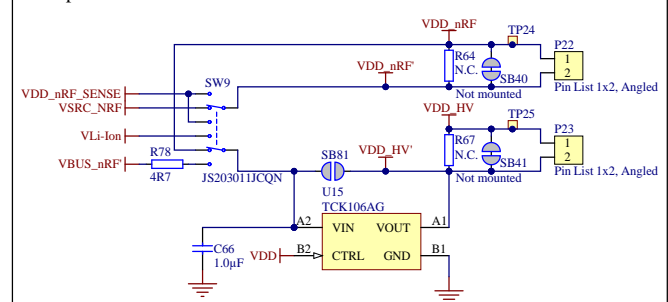 VDD_nRF
TP24
P22
R64
N.C.
SB40
Not mounted
1
2
Pin List 1x2, Angled
VDD_nRF'
SW9
VDD_nRF_SENSE
VSRC_NRF
VLi-Ion
R78
VBUS_nRF'
4R7
JS203011JCQN
VDD_HV
TP25
P23
R67
N.C.
SB41
Not mounted
1
2
Pin List 1x2, Angled
SB81
VDD_HV'
U15
TCK106AG
A2
VIN
VOUT
A1
VDD
B2
CTRL
GND
B1
C66
1.0µF